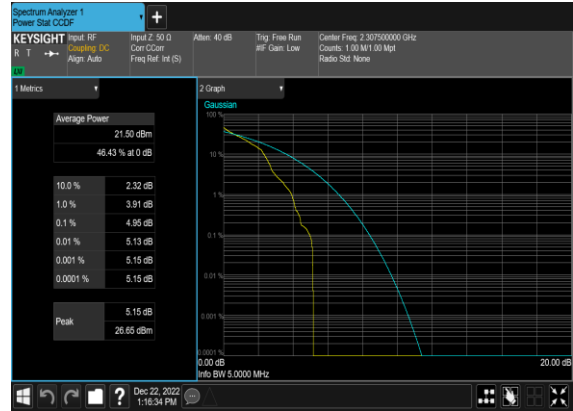 Spectrum Analyzer 1
Power Stat CCDF
+
KEYSIGHT
R T
LXI
Input: RF
Coupling: DC
Align: Auto
Input Z: 50 Ω
Corr CCorr
Freq Ref: Int (S)
Atten: 40 dB
Trig: Free Run
#IF Gain: Low
Center Freq: 2.307500000 GHz
Counts: 1.00 M/1.00 Mpt
Radio Std: None
1 Metrics
Average Power
21.50 dBm
46.43 % at 0 dB
10.0 % 2.32 dB
1.0 % 3.91 dB
0.1 % 4.95 dB
0.01 % 5.13 dB
0.001 % 5.15 dB
0.0001 % 5.15 dB
Peak 5.15 dB
26.65 dBm
2 Graph
Gaussian
100 %
10 %
1 %
0.1 %
0.01 %
0.001 %
0.0001 %
0.00 dB 20.00 dB
Info BW 5.0000 MHz
?
Dec 22, 2022
1:16:34 PM